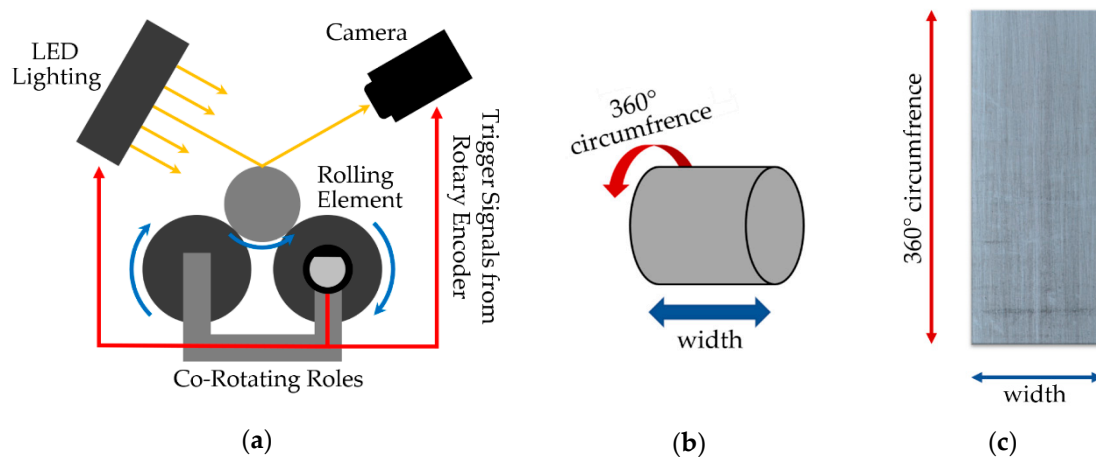 LED
Lighting
Camera
Rolling
Element
Trigger Signals from
Rotary Encoder
Co-Rotating Roles
(a)
360°
circumfrence
width
(b)
360° circumfrence
width
(c)